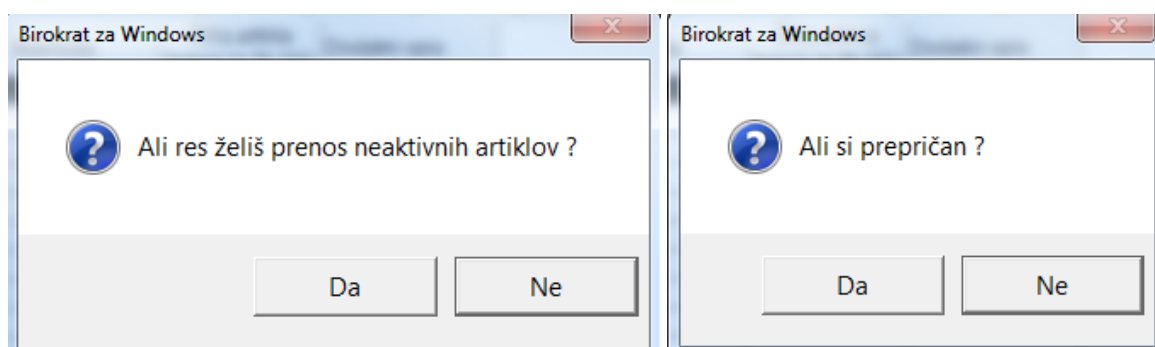 Birokrat za Windows
Ali res želiš prenos neaktivnih artiklov ?
Da
Ne
Birokrat za Windows
Ali si prepričan ?
Da
Ne